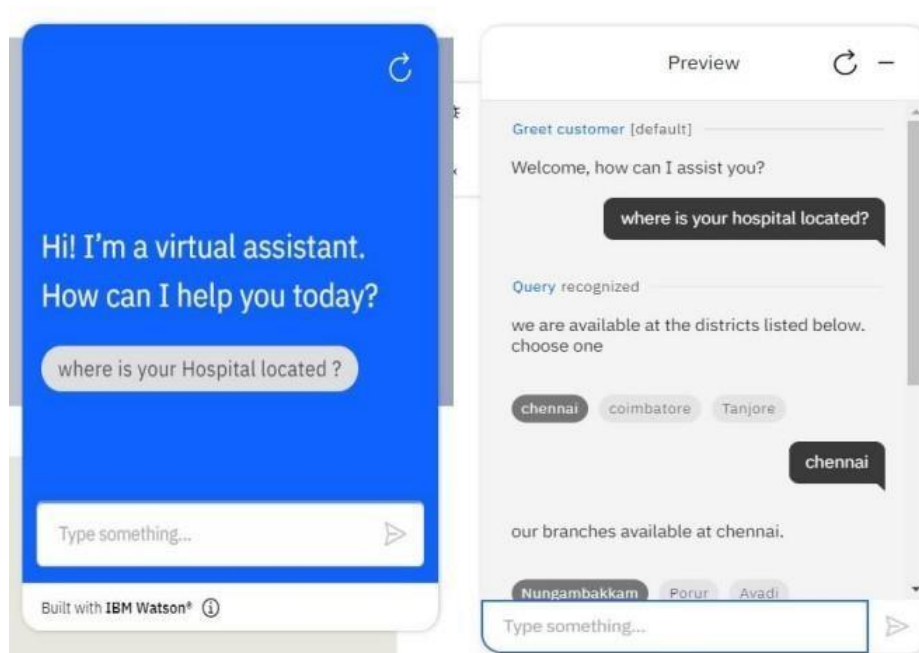 Hi! I'm a virtual assistant.
How can I help you today?
where is your Hospital located ?
Type something...
Built with IBM Watson®
Preview
Greet customer [default]
Welcome, how can I assist you?
where is your hospital located?
Query recognized
we are available at the districts listed below.
choose one
chennai coimbatore Tanjore
chennai
our branches available at chennai.
Nungambakkam Porur Avadi
Type something...